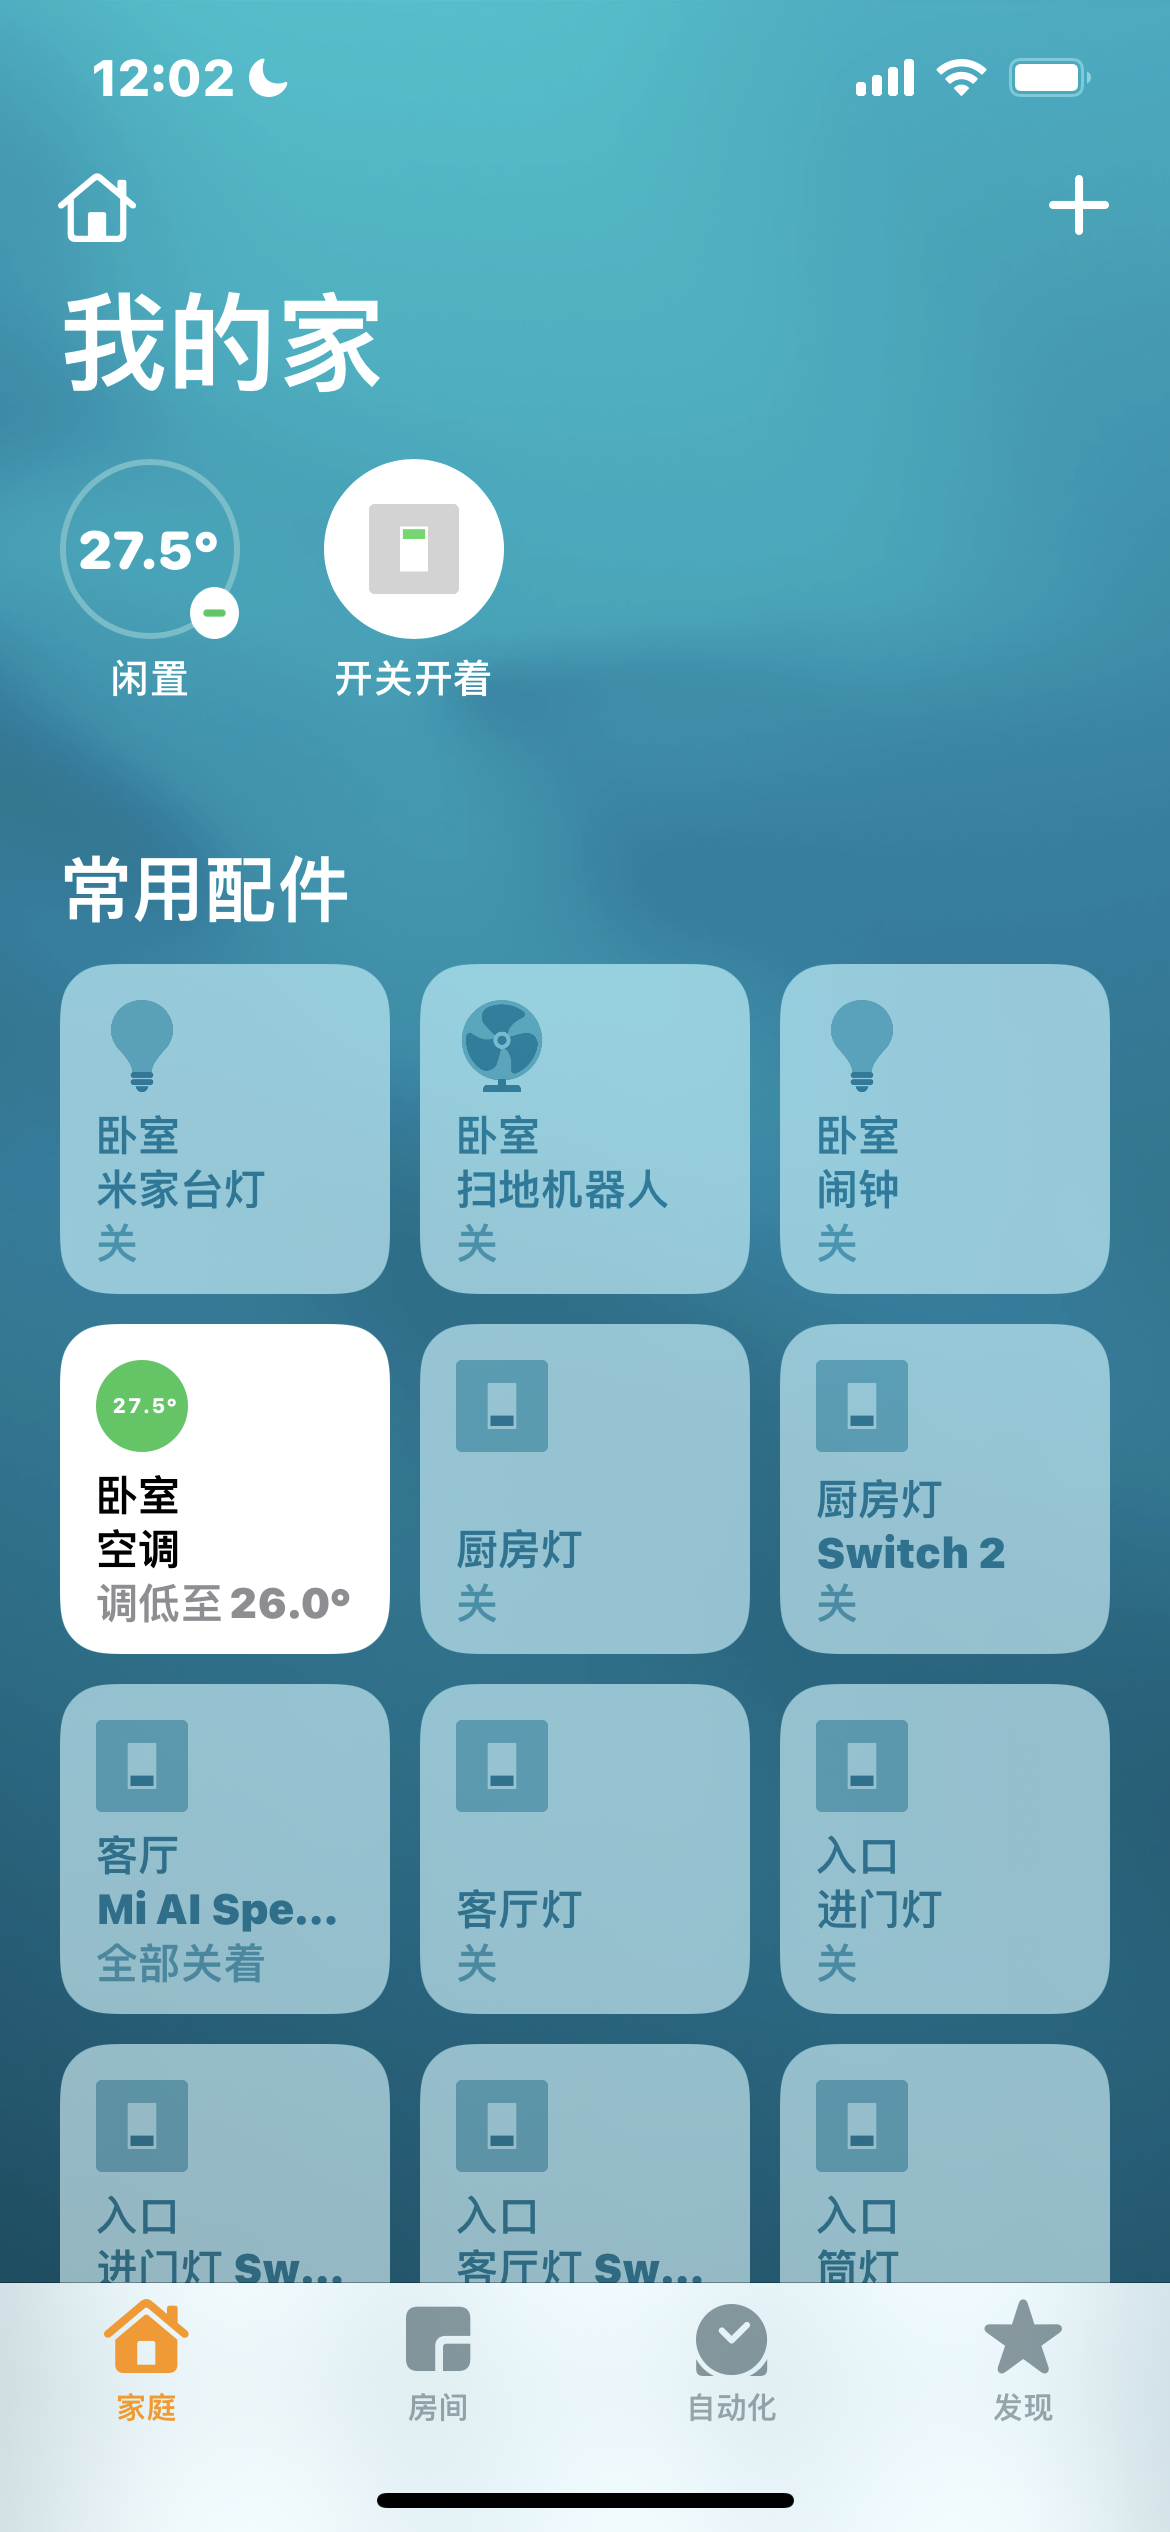 12:02
我的家
27.5°
闲置
开关开着
常用配件
卧室
米家台灯
关
卧室
扫地机器人
关
卧室
闹钟
关
27.5°
卧室
空调
调低至 26.0°
厨房灯
关
厨房灯
Switch 2
关
客厅
Mi AI Spe...
全部关着
客厅灯
关
入口
进门灯
关
入口
进门灯 Sw...
入口
客厅灯 Sw...
入口
筒灯
家庭
房间
自动化
发现